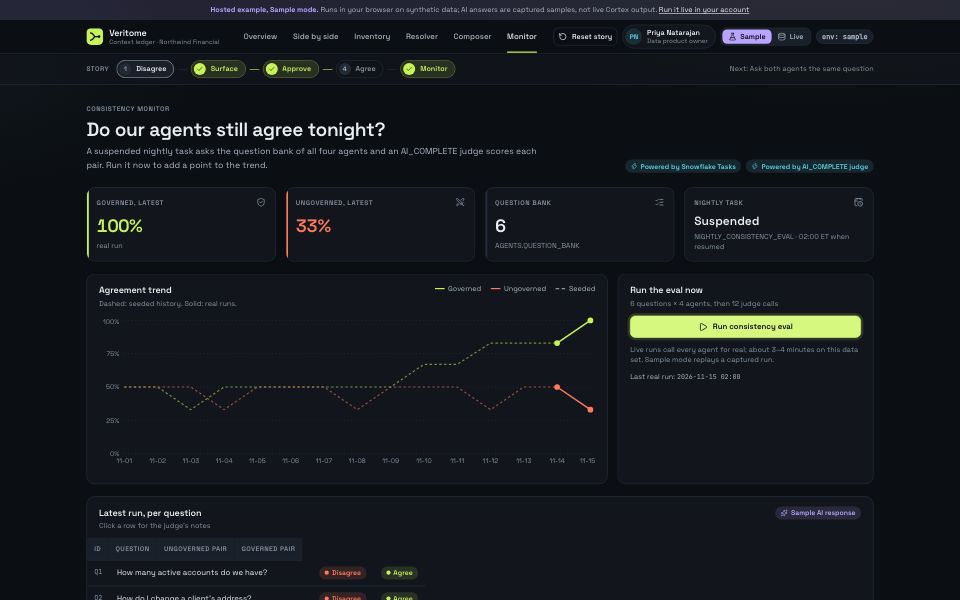 Hosted example, Sample mode. Runs in your browser on synthetic data; AI answers are captured samples, not live Cortex output. Run it live in your account
Veritome
Context ledger · Northwind Financial
Overview
Side by side
Inventory
Resolver
Composer
Monitor
Reset story
PN
Priya Natarajan
Data product owner
Sample
Live
env: sample
STORY
1 Disagree
Surface
Approve
4 Agree
Monitor
Next: Ask both agents the same question
CONSISTENCY MONITOR
Do our agents still agree tonight?
A suspended nightly task asks the question bank of all four agents and an AI_COMPLETE judge scores each
pair. Run it now to add a point to the trend.
Powered by Snowflake Tasks
Powered by AI_COMPLETE judge
GOVERNED, LATEST
100%
real run
UNGOVERNED, LATEST
33%
QUESTION BANK
6
AGENTS.QUESTION_BANK
NIGHTLY TASK
Suspended
NIGHTLY_CONSISTENCY_EVAL · 02:00 ET when
resumed
Agreement trend
Dashed: seeded history. Solid: real runs.
Governed
Ungoverned
Seeded
100%
75%
50%
25%
0%
11-01 11-02 11-03 11-04 11-05 11-06 11-07 11-08 11-09 11-10 11-11 11-12 11-13 11-14 11-15
Run the eval now
6 questions × 4 agents, then 12 judge calls
Run consistency eval
Live runs call every agent for real; about 3–4 minutes on this data
set. Sample mode replays a captured run.
Last real run: 2026-11-15 02:00
Latest run, per question
Click a row for the judge's notes
Sample AI response
ID QUESTION UNGOVERNED PAIR GOVERNED PAIR
Q1 How many active accounts do we have? Disagree Agree
Q2 How do I change a client's address? Disagree Agree